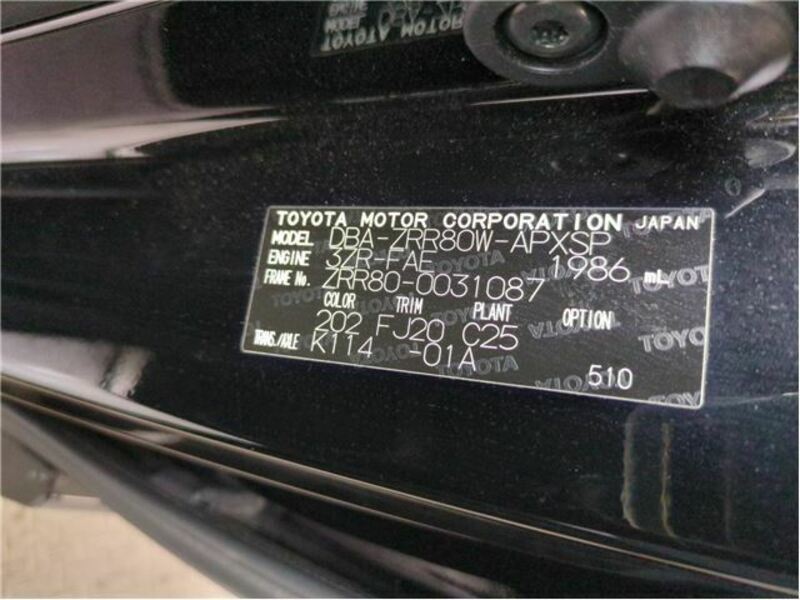 TOYOTA MOTOR CORPORATION JAPAN
MODEL DBA-ZRR80W-APXSP
ENGINE 3ZR-FAE 1986 mL
FRAME No. ZRR80-0031087
COLOR TRIM PLANT OPTION
202 FJ20 C25
TRANS./AXLE K114 -01A
510